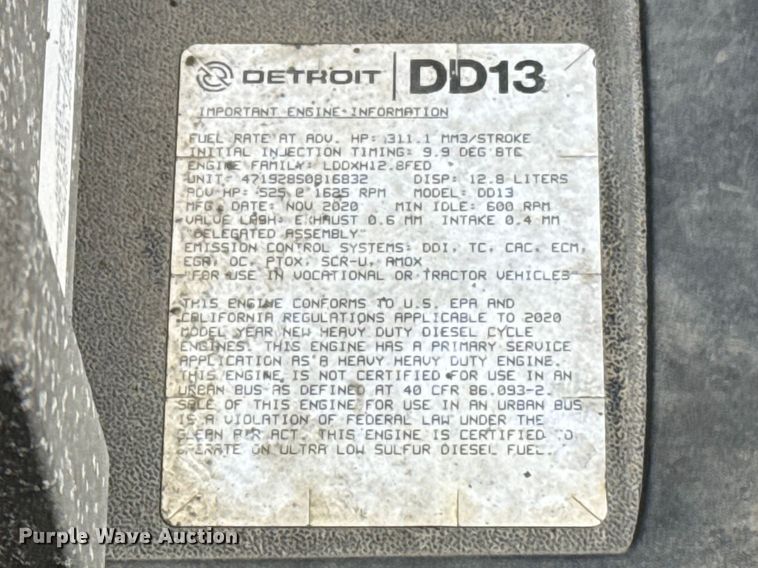 DETROIT DD13
IMPORTANT ENGINE INFORMATION
FUEL RATE AT ADV. HP: 311.1 MM3/STROKE
INITIAL INJECTION TIMING: 9.9 DEG BTC
ENGINE FAMILY: LDDXH12.8FED
UNIT: 471928S0816832 DISP: 12.8 LITERS
ADV HP: 525.0 1625 RPM MODEL: DD13
MFG. DATE: NOV 2020 MIN IDLE: 600 RPM
VALVE LASH: EXHAUST 0.6 MM INTAKE 0.4 MM
"DELEGATED ASSEMBLY"
EMISSION CONTROL SYSTEMS: DDI, TC, CAC, ECM,
EGR, OC, PTOX, SCR-U, AMOX
"FOR USE IN VOCATIONAL OR TRACTOR VEHICLES"
THIS ENGINE CONFORMS TO U.S. EPA AND
CALIFORNIA REGULATIONS APPLICABLE TO 2020
MODEL YEAR NEW HEAVY DUTY DIESEL CYCLE
ENGINES. THIS ENGINE HAS A PRIMARY SERVICE
APPLICATION AS A HEAVY HEAVY DUTY ENGINE.
THIS ENGINE IS NOT CERTIFIED FOR USE IN AN
URBAN BUS AS DEFINED AT 40 CFR 86.093-2.
SALE OF THIS ENGINE FOR USE IN AN URBAN BUS
IS A VIOLATION OF FEDERAL LAW UNDER THE
CLEAN AIR ACT. THIS ENGINE IS CERTIFIED TO
OPERATE ON ULTRA LOW SULFUR DIESEL FUEL.
Purple Wave Auction